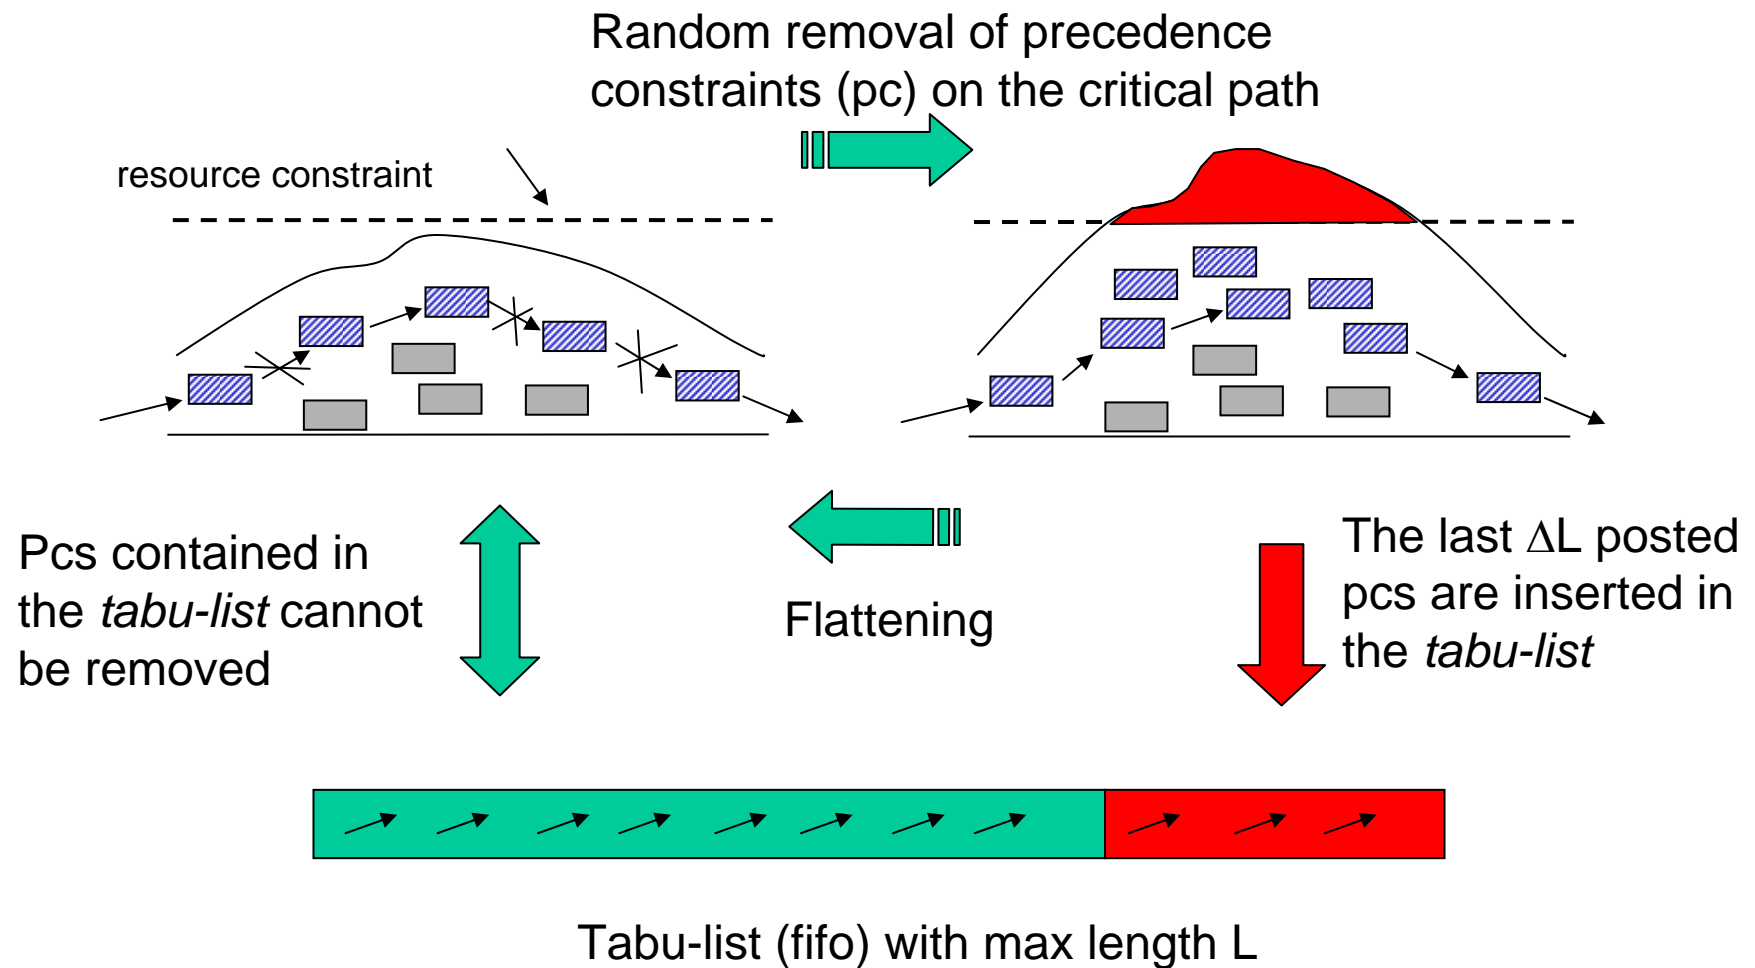 Random removal of precedence
constraints (pc) on the critical path
resource constraint
Pcs contained in
the tabu-list cannot
be removed
Flattening
The last ΔL posted
pcs are inserted in
the tabu-list
Tabu-list (fifo) with max length L